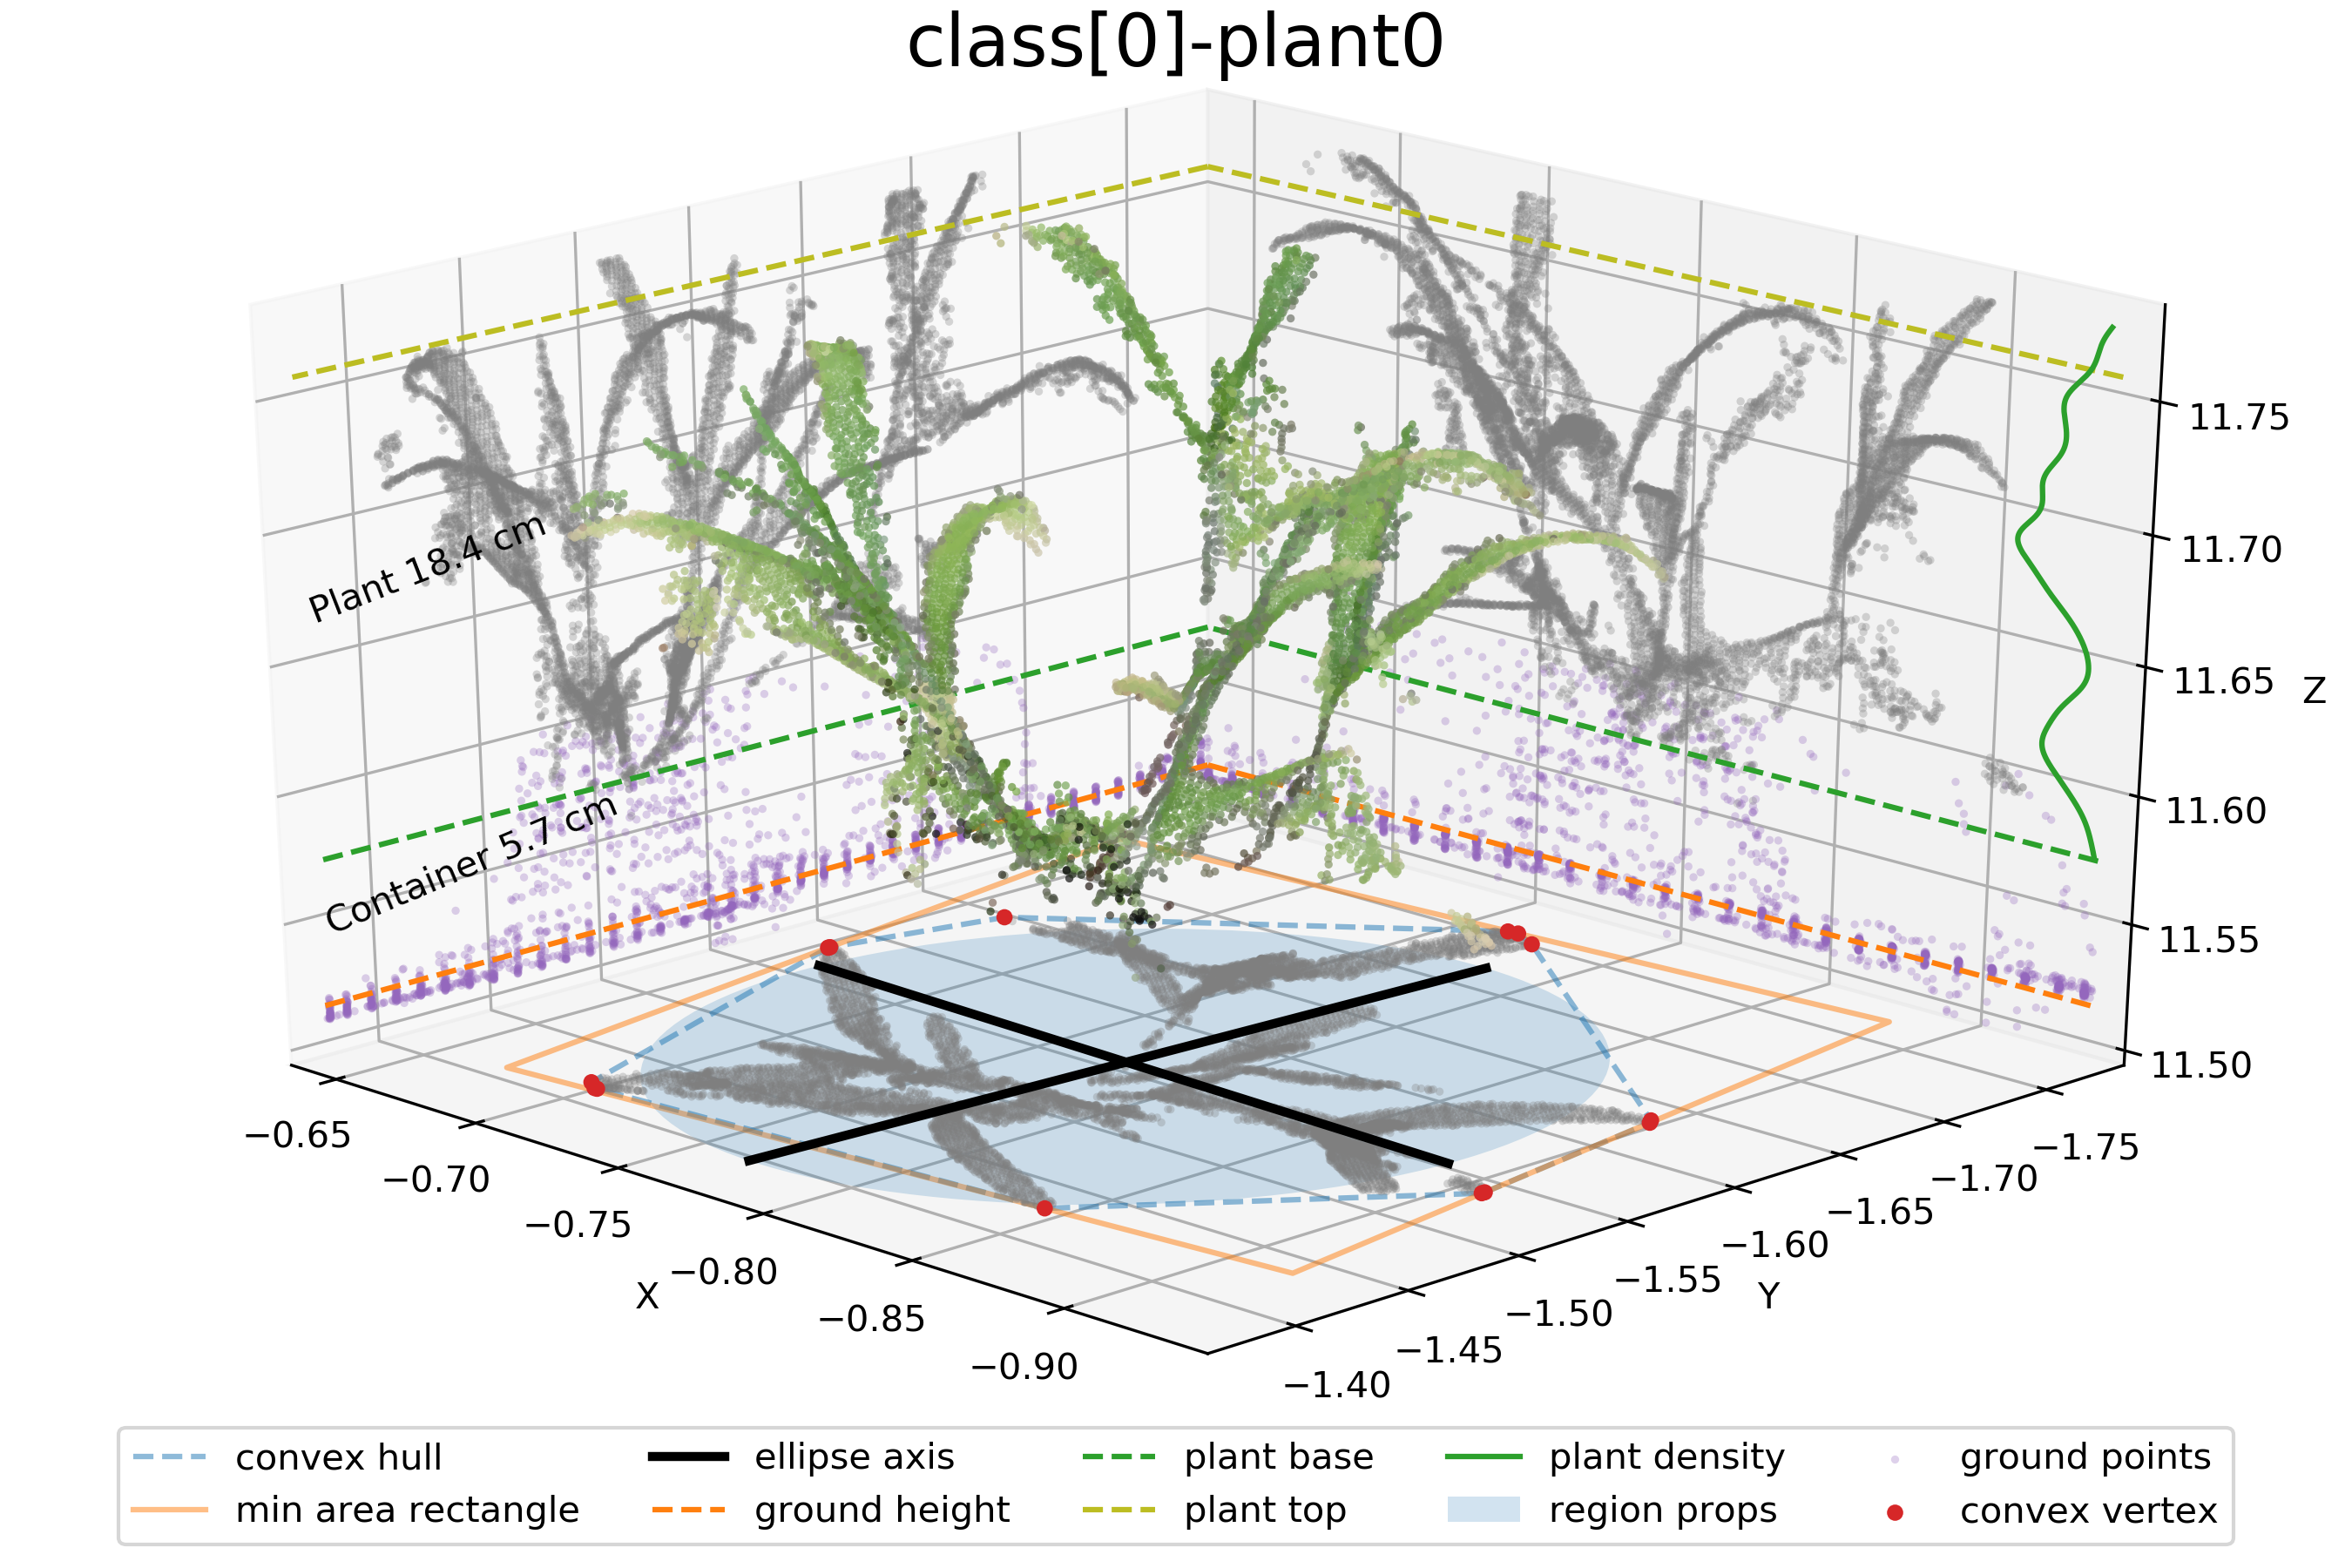 class[0]-plant0
Plant 18.4 cm
Container 5.7 cm
11.75
11.70
11.65
11.60
11.55
11.50
Z
−0.65
−0.70
−0.75
−0.80
−0.85
−0.90
X
−1.75
−1.70
−1.65
−1.60
−1.55
−1.50
−1.45
−1.40
Y
convex hull
min area rectangle
ellipse axis
ground height
plant base
plant top
plant density
region props
ground points
convex vertex